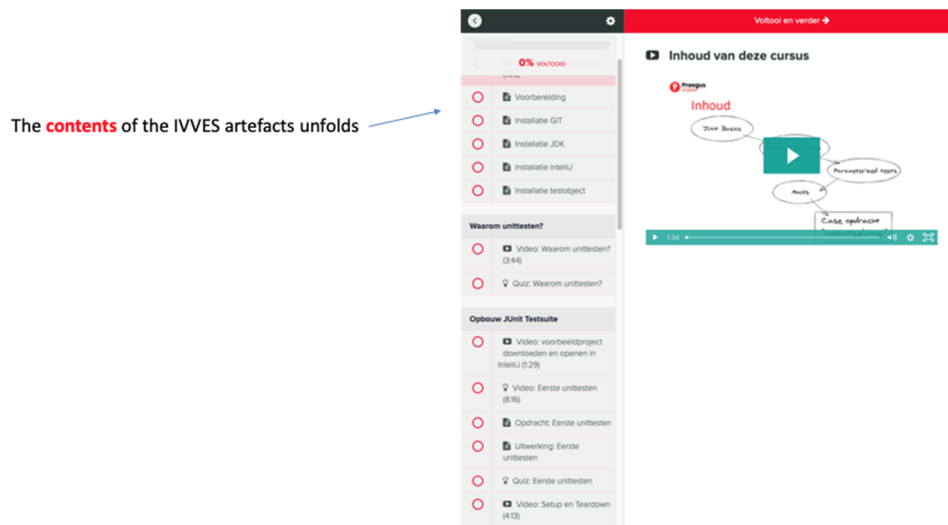 The contents of the IVVES artefacts unfolds
0% VOLTOOID
Voorbereiding
Installatie GIT
Installatie JDK
Installatie InteliJ
Installatie testobject
Waarom unittesten?
Video: Waarom unittesten?
(3:44)
Quiz: Waarom unittesten?
Opbouw JUnit Testsuite
Video: voorbeeldproject
downloaden en openen in
InteliJ (1:29)
Video: Eerste unittesten
(8:16)
Opdracht: Eerste unittesten
Uitwerking: Eerste
unittesten
Quiz: Eerste unittesten
Video: Setup en Teardown
(4:13)
Voltooi en verder →
Inhoud van deze cursus
Praegus
Inhoud
JUnit Basics
Parameterized tests
Mocks
Case opdracht
1:35